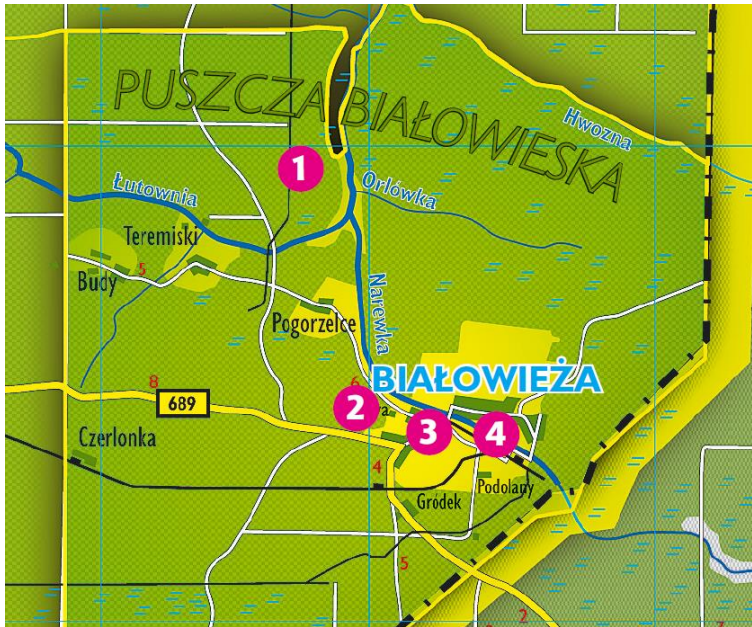 PUSZCZA BIAŁOWIESKA
Hwozna
1
Orlówka
Łutownia
Teremiski
Budy
5
Narewka
Pogorzelce
BIAŁOWIEŻA
8
6
689
2
3
4
Czerlonka
4
Gródek
Podolany
5
2
7